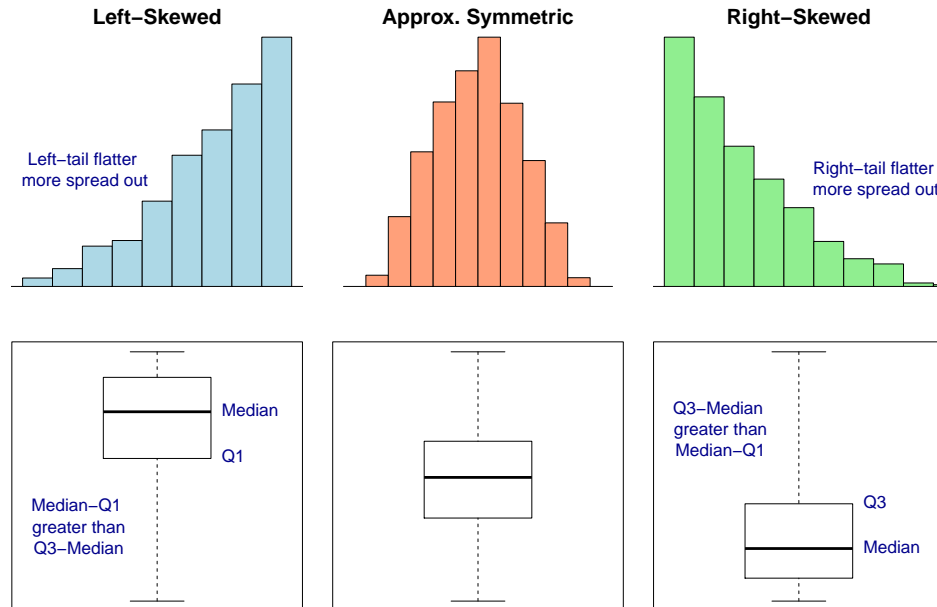 Left−Skewed
Approx. Symmetric
Right−Skewed
Left−tail flatter
more spread out
Right−tail flatter
more spread out
Median
Q1
Median−Q1
greater than
Q3−Median
Q3−Median
greater than
Median−Q1
Q3
Median